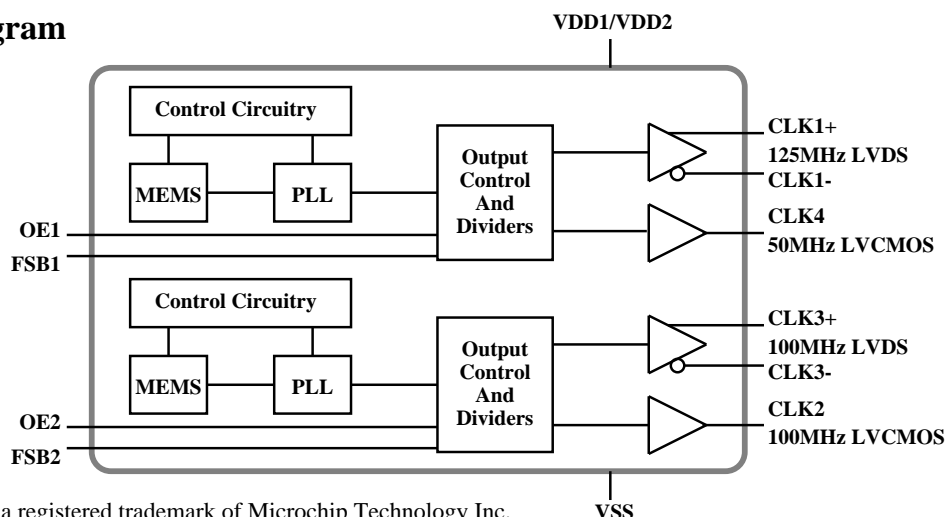 gram
VDD1/VDD2
Control Circuitry
MEMS
PLL
Output
Control
And
Dividers
CLK1+
125MHz LVDS
CLK1-
CLK4
50MHz LVCMOS
OE1
FSB1
Control Circuitry
MEMS
PLL
Output
Control
And
Dividers
CLK3+
100MHz LVDS
CLK3-
CLK2
100MHz LVCMOS
OE2
FSB2
VSS
a registered trademark of Microchip Technology Inc.